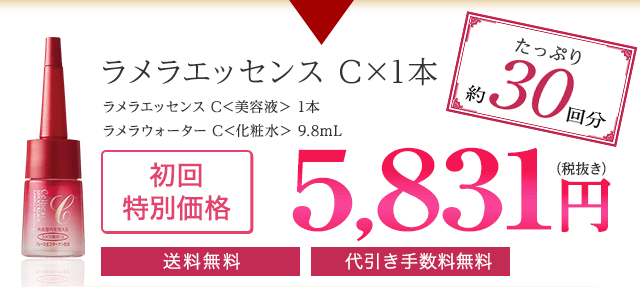 ラメラエッセンス C×1本
たっぷり
約30回分
ラメラエッセンス C＜美容液＞ 1本
ラメラウォーター C＜化粧水＞ 9.8mL
初回
特別価格
5,831円
(税抜き)
送料無料
代引き手数料無料
C